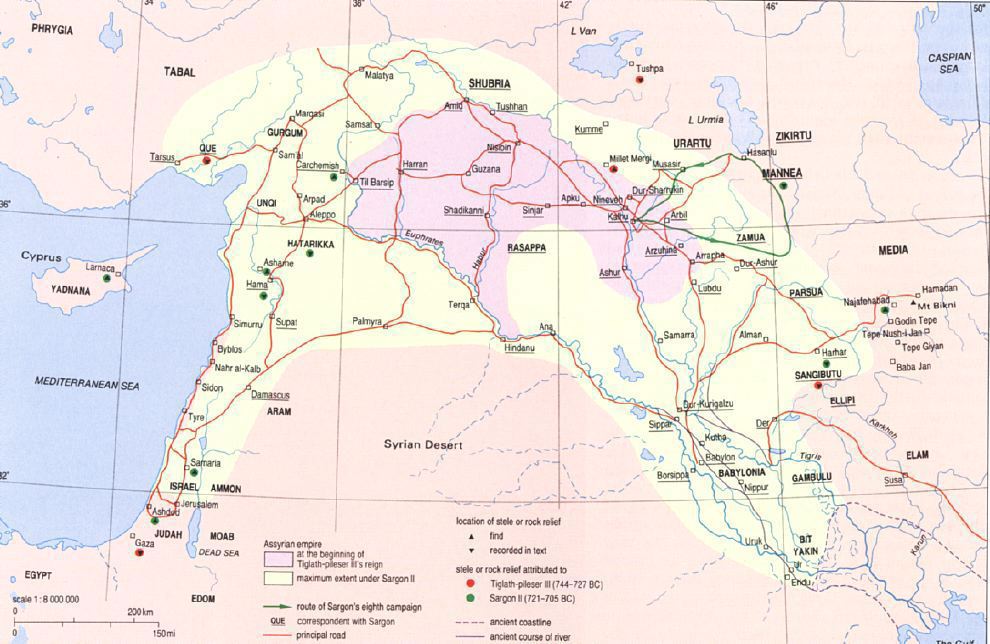 34°
38°
42°
46°
50°
PHRYGIA
L Van
CASPIAN
SEA
TABAL
Tushpa
Malatya
SHUBRIA
Amid
Tushhan
Marqasi
L Urmia
Samsat
Kumme
GURGUM
URARTU
ZIKIRTU
Nisibin
QUE
Tarsus
Sam'al
Hasanlu
Carchemish
Harran
Guzana
Millet Mergi
Musasir
MANNEA
Til Barsip
Dur-Sharrukin
Arpad
Apku
Nineveh
36°
UNQI
Shadikanni
Sinjar
Kalhu
Arbil
Aleppo
Euphrates
ZAMUA
HATARIKKA
RASAPPA
Arzuhina
MEDIA
Cyprus
Habur
Arrapha
Larnaca
Asharne
Ashur
Dur-Ashur
YADNANA
Hama
Lubdu
PARSUA
Hamadan
Terqa
Najafehabad
Mt Bikni
Simurru
Supat
Palmyra
Godin Tepe
Ana
Samarra
Alman
Tepe Nush-i Jan
Byblus
Hindanu
Harhar
Tepe Giyan
Nahr al-Kalb
SANGIBUTU
Baba Jan
MEDITERRANEAN SEA
Sidon
Damascus
ELLIPI
ARAM
Dur-Kurigalzu
Tyre
Sippar
Der
Karkheh
Syrian Desert
Kutha
Samaria
Babylon
Tigris
ELAM
32°
Borsippa
BABYLONIA
GAMBULU
Susa
ISRAEL
AMMON
Nippur
Jerusalem
Ashdod
JUDAH
MOAB
Uruk
BIT
YAKIN
Karun
Gaza
DEAD SEA
Ur
Eridu
EGYPT
EDOM
The Gulf
scale 1:8 000 000
0
200 km
0
150mi
Assyrian empire
at the beginning of
Tiglath-pileser III's reign
maximum extent under Sargon II
route of Sargon's eighth campaign
QUE
correspondent with Sargon
principal road
location of stele or rock relief
find
recorded in text
stele or rock relief attributed to
Tiglath-pileser III (744–727 BC)
Sargon II (721–705 BC)
ancient coastline
ancient course of river